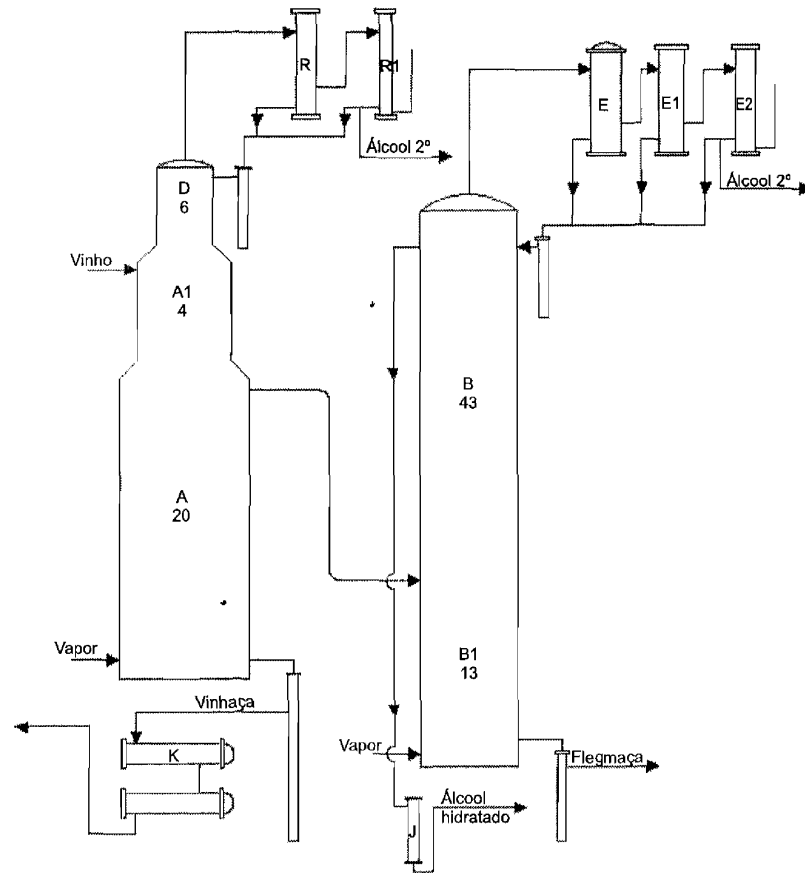 R
R1
Álcool 2º
E
E1
E2
Álcool 2º
D
6
Vinho
A1
4
B
43
A
20
Vapor
B1
13
Vinhaça
K
Vapor
Flegmaça
Álcool
hidratado
J